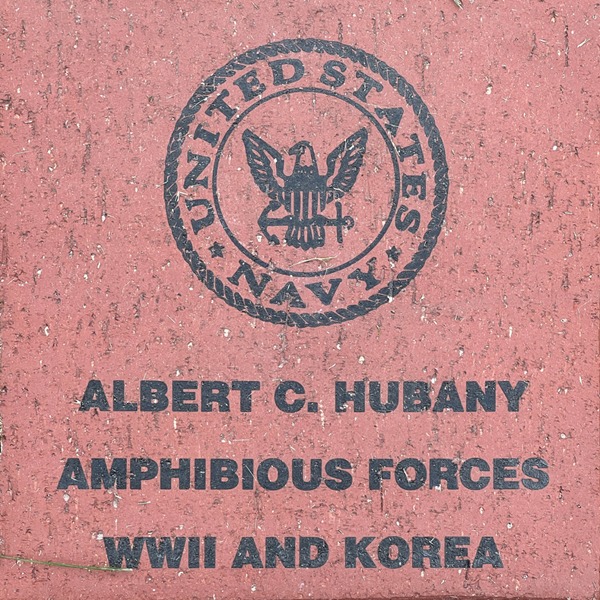 UNITED STATES
NAVY
ALBERT C. HUBANY
AMPHIBIOUS FORCES
WWII AND KOREA